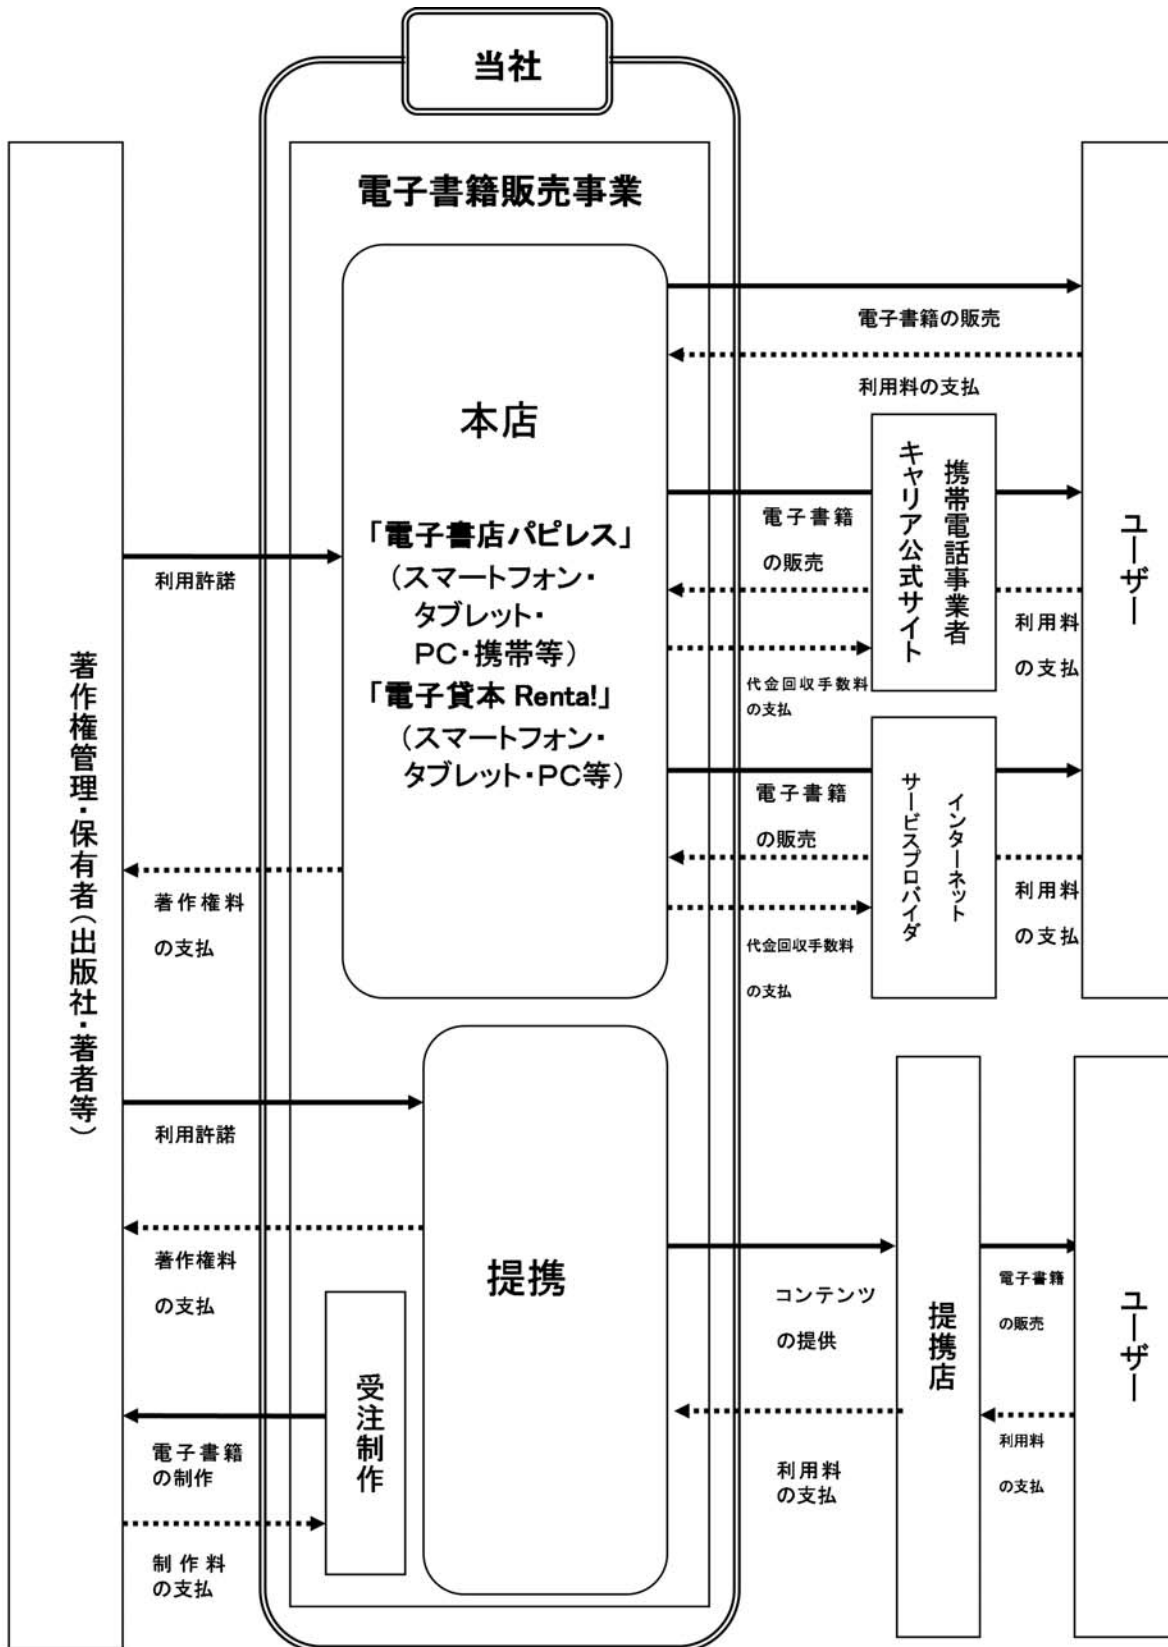 当社
電子書籍販売事業
本店
「電子書店パピレス」
（スマートフォン・
タブレット・
PC・携帯等）
「電子貸本 Renta!」
（スマートフォン・
タブレット・PC等）
著作権管理・保有者（出版社・著者等）
利用許諾
著作権料
の支払
電子書籍の販売
利用料の支払
電子書籍
の販売
代金回収手数料
の支払
携帯電話事業者
キャリア公式サイト
利用料
の支払
電子書籍
の販売
代金回収手数料
の支払
インターネット
サービスプロバイダ
利用料
の支払
ユーザー
提携
利用許諾
著作権料
の支払
受注制作
電子書籍
の制作
制作料
の支払
コンテンツ
の提供
利用料
の支払
提携店
電子書籍
の販売
利用料
の支払
ユーザー